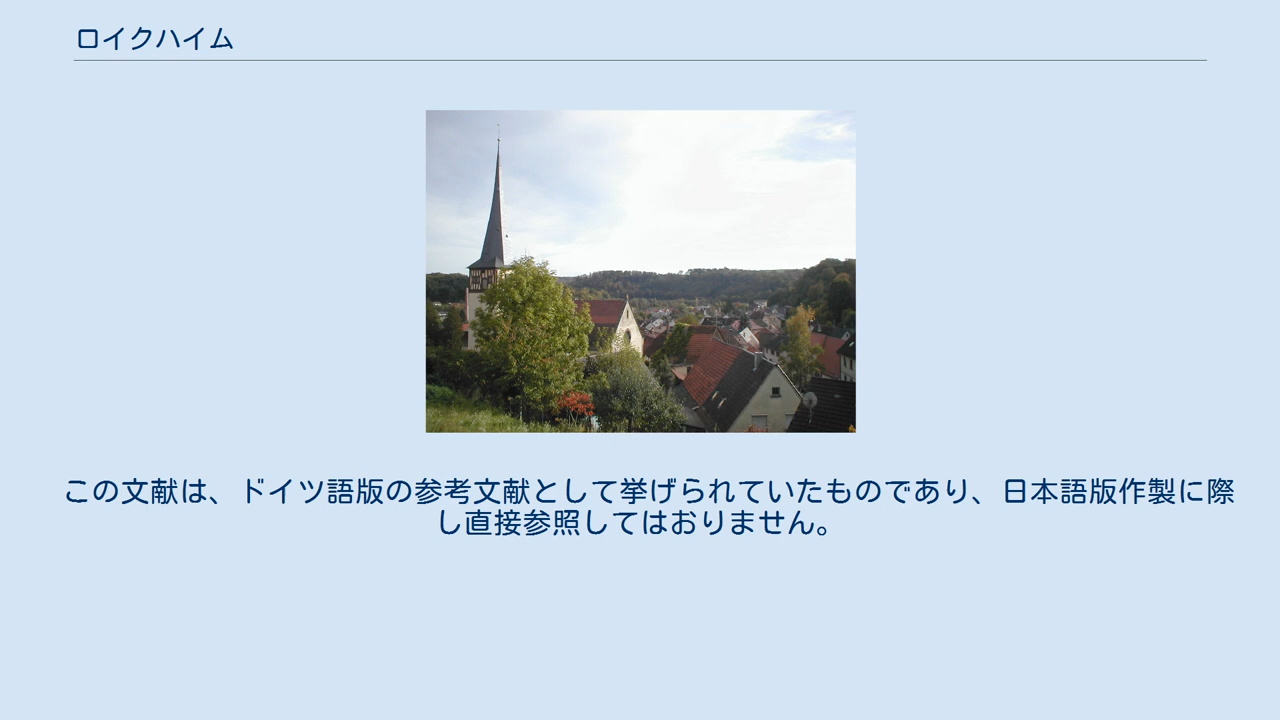 ロイクハイム
この文献は、ドイツ語版の参考文献として挙げられていたものであり、日本語版作製に際
し直接参照してはおりません。